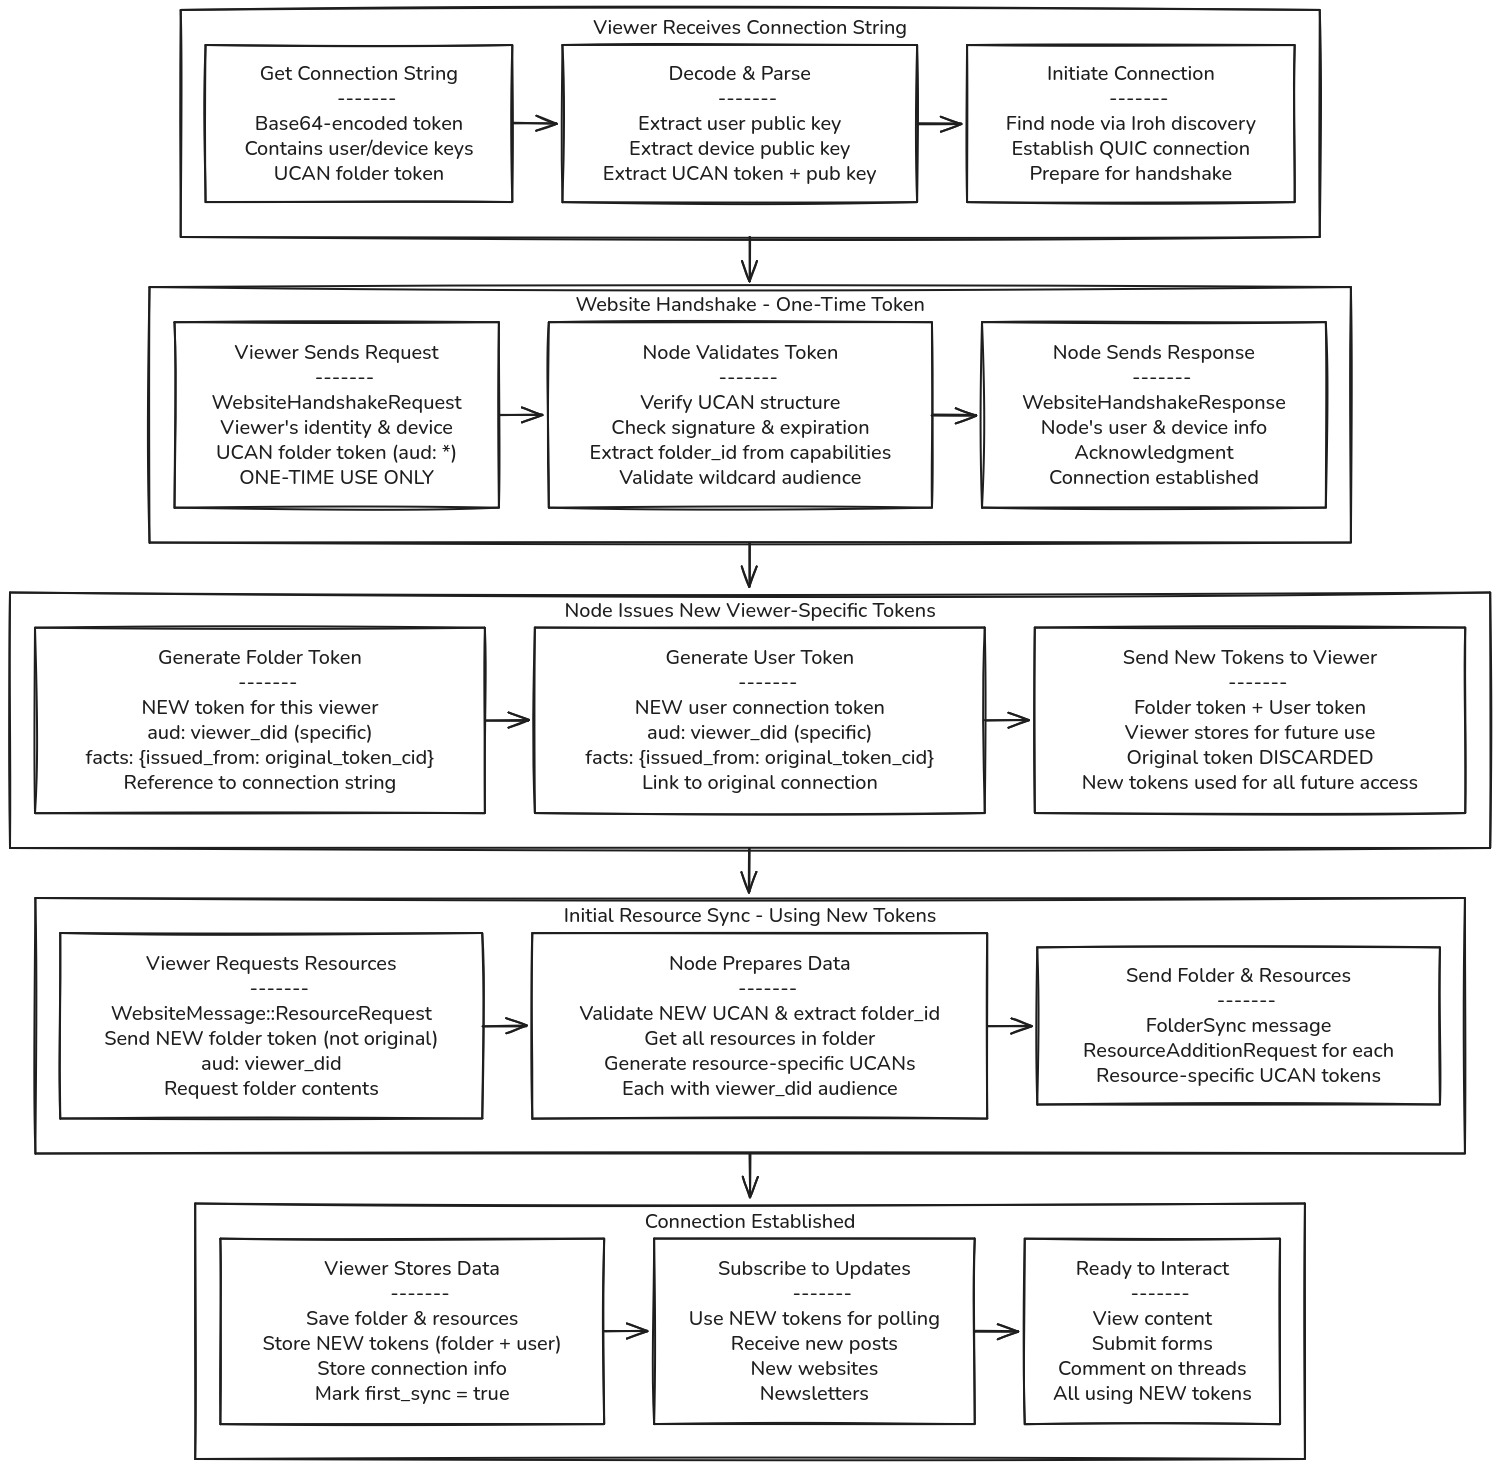 Viewer Receives Connection String
Get Connection String
-------
Base64-encoded token
Contains user/device keys
UCAN folder token
Decode & Parse
-------
Extract user public key
Extract device public key
Extract UCAN token + pub key
Initiate Connection
-------
Find node via Iroh discovery
Establish QUIC connection
Prepare for handshake
Website Handshake - One-Time Token
Viewer Sends Request
-------
WebsiteHandshakeRequest
Viewer's identity & device
UCAN folder token (aud: *)
ONE-TIME USE ONLY
Node Validates Token
-------
Verify UCAN structure
Check signature & expiration
Extract folder_id from capabilities
Validate wildcard audience
Node Sends Response
-------
WebsiteHandshakeResponse
Node's user & device info
Acknowledgment
Connection established
Node Issues New Viewer-Specific Tokens
Generate Folder Token
-------
NEW token for this viewer
aud: viewer_did (specific)
facts: {issued_from: original_token_cid}
Reference to connection string
Generate User Token
-------
NEW user connection token
aud: viewer_did (specific)
facts: {issued_from: original_token_cid}
Link to original connection
Send New Tokens to Viewer
-------
Folder token + User token
Viewer stores for future use
Original token DISCARDED
New tokens used for all future access
Initial Resource Sync - Using New Tokens
Viewer Requests Resources
-------
WebsiteMessage::ResourceRequest
Send NEW folder token (not original)
aud: viewer_did
Request folder contents
Node Prepares Data
-------
Validate NEW UCAN & extract folder_id
Get all resources in folder
Generate resource-specific UCANs
Each with viewer_did audience
Send Folder & Resources
-------
FolderSync message
ResourceAdditionRequest for each
Resource-specific UCAN tokens
Connection Established
Viewer Stores Data
-------
Save folder & resources
Store NEW tokens (folder + user)
Store connection info
Mark first_sync = true
Subscribe to Updates
-------
Use NEW tokens for polling
Receive new posts
New websites
Newsletters
Ready to Interact
-------
View content
Submit forms
Comment on threads
All using NEW tokens